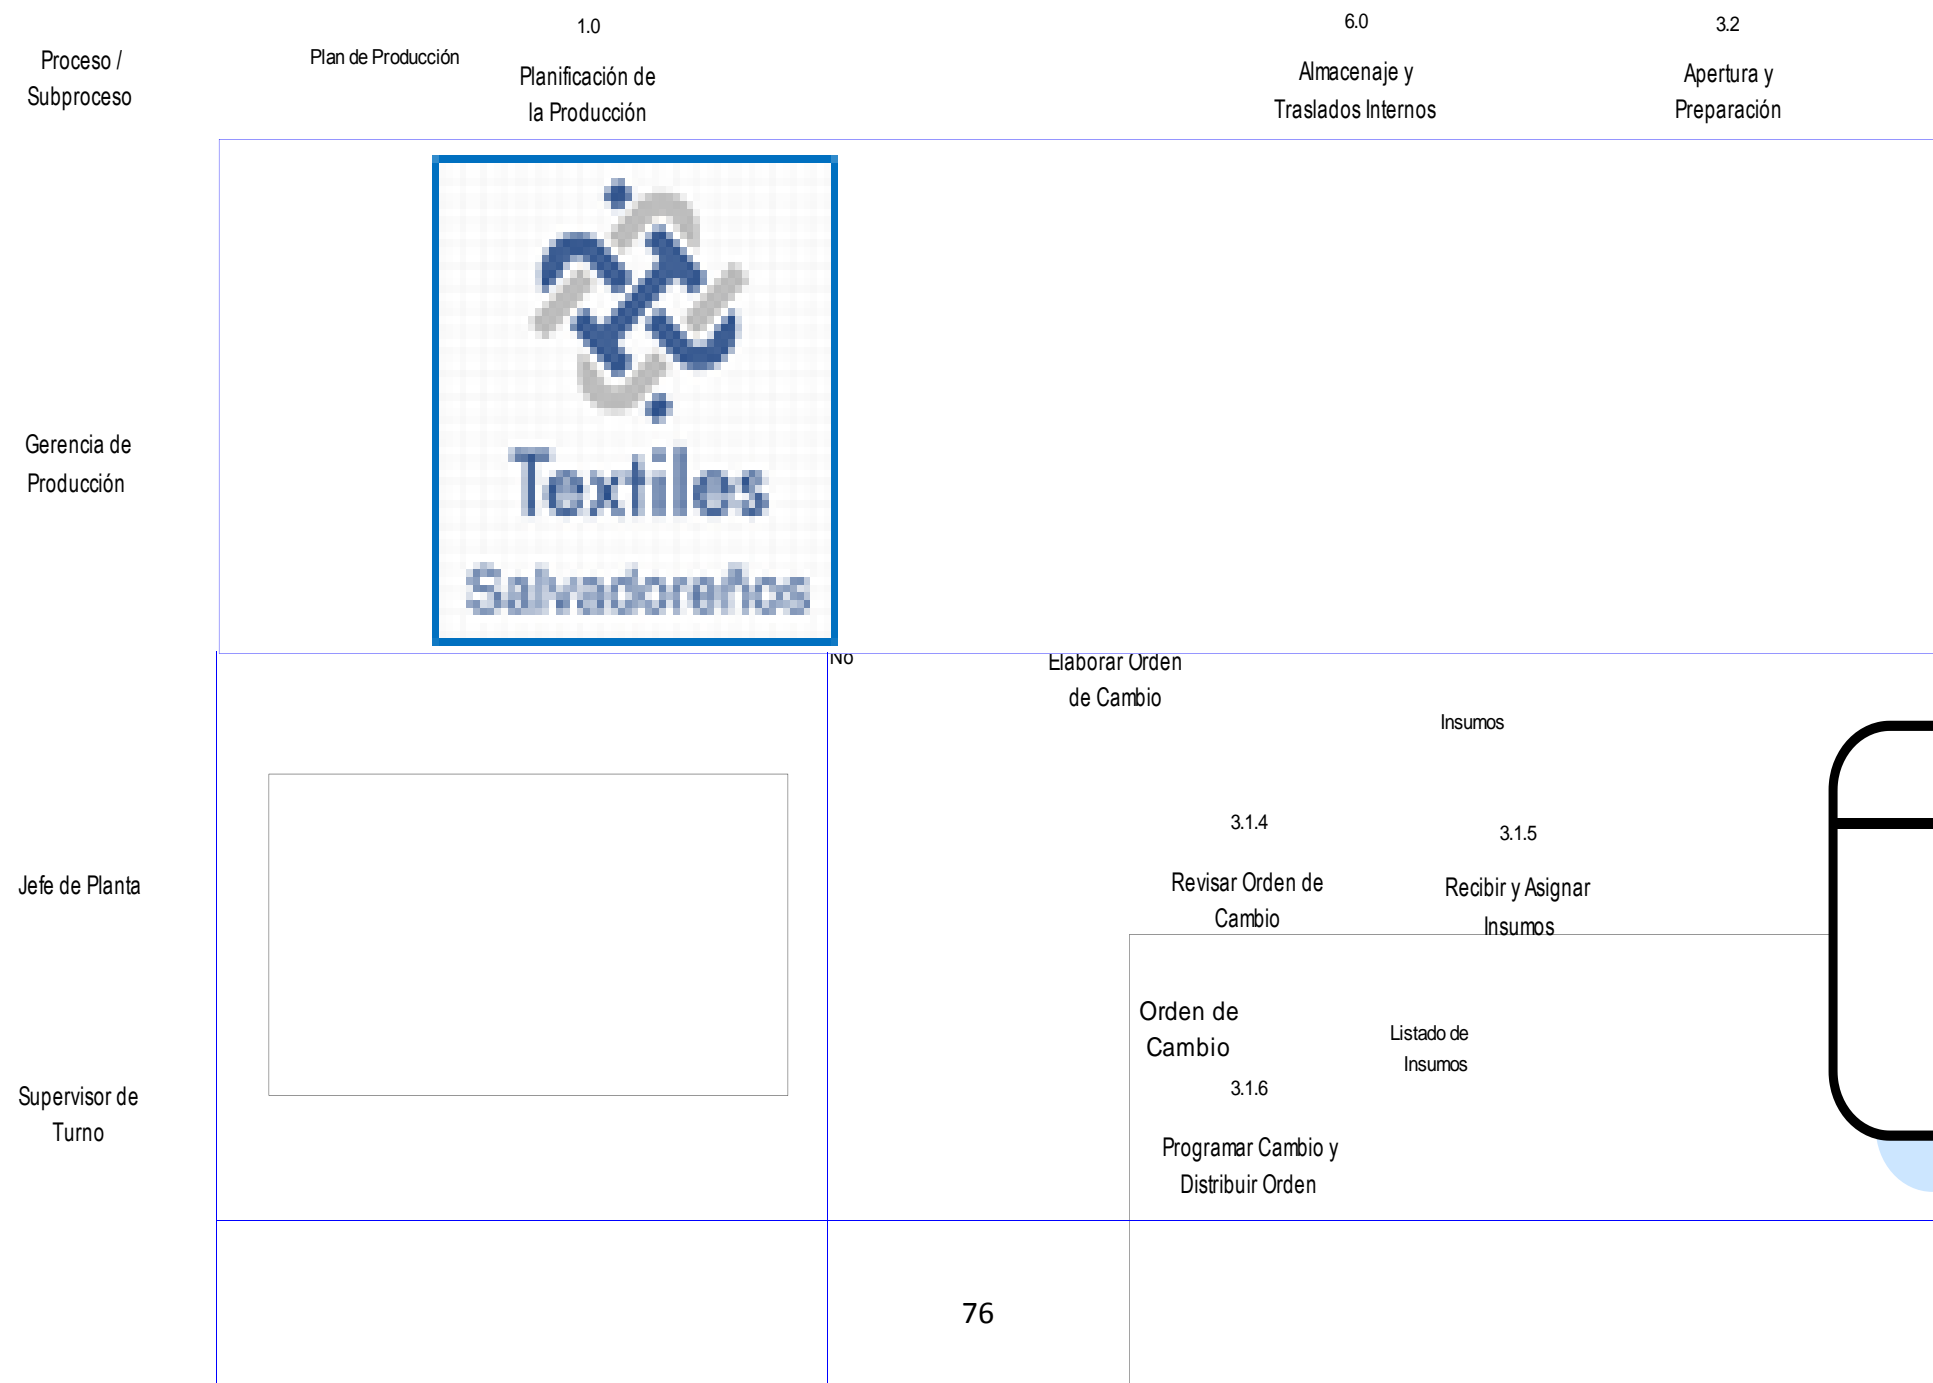 1.0
6.0
3.2
Proceso /
Subproceso
Plan de Producción
Planificación de
la Producción
Almacenaje y
Traslados Internos
Apertura y
Preparación
Gerencia de
Producción
Textiles
Salvadoreños
No
Elaborar Orden
de Cambio
Insumos
3.1.4
3.1.5
Jefe de Planta
Revisar Orden de
Cambio
Recibir y Asignar
Insumos
Orden de
Cambio
Listado de
Insumos
3.1.6
Supervisor de
Turno
Programar Cambio y
Distribuir Orden
76